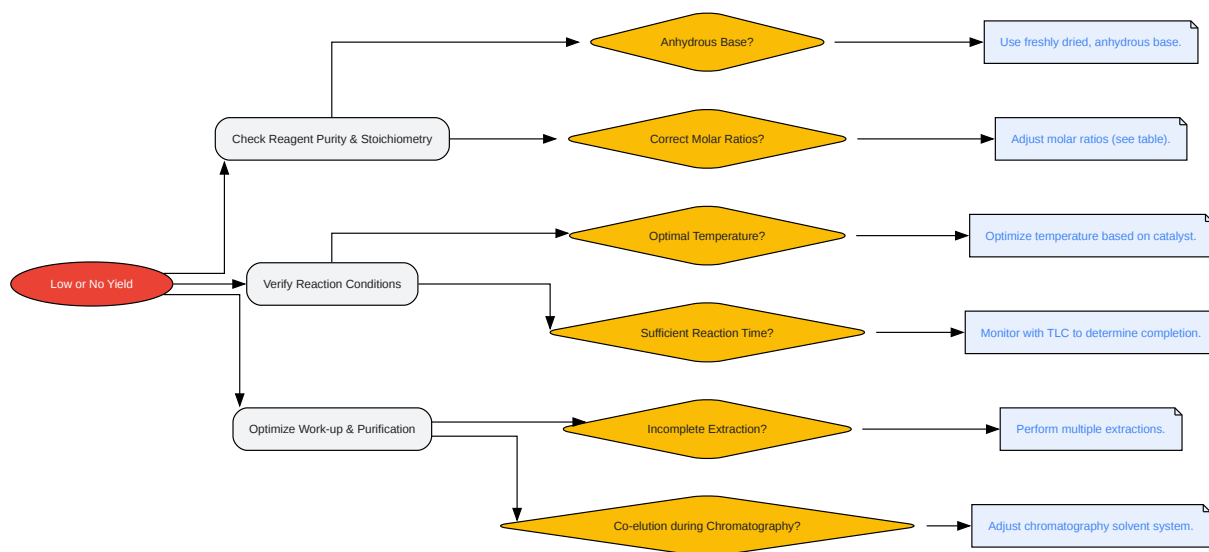 Anhydrous Base?
Use freshly dried, anhydrous base.
Check Reagent Purity & Stoichiometry
Correct Molar Ratios?
Adjust molar ratios (see table).
Optimal Temperature?
Optimize temperature based on catalyst.
Low or No Yield
Verify Reaction Conditions
Sufficient Reaction Time?
Monitor with TLC to determine completion.
Optimize Work-up & Purification
Incomplete Extraction?
Perform multiple extractions.
Co-elution during Chromatography?
Adjust chromatography solvent system.